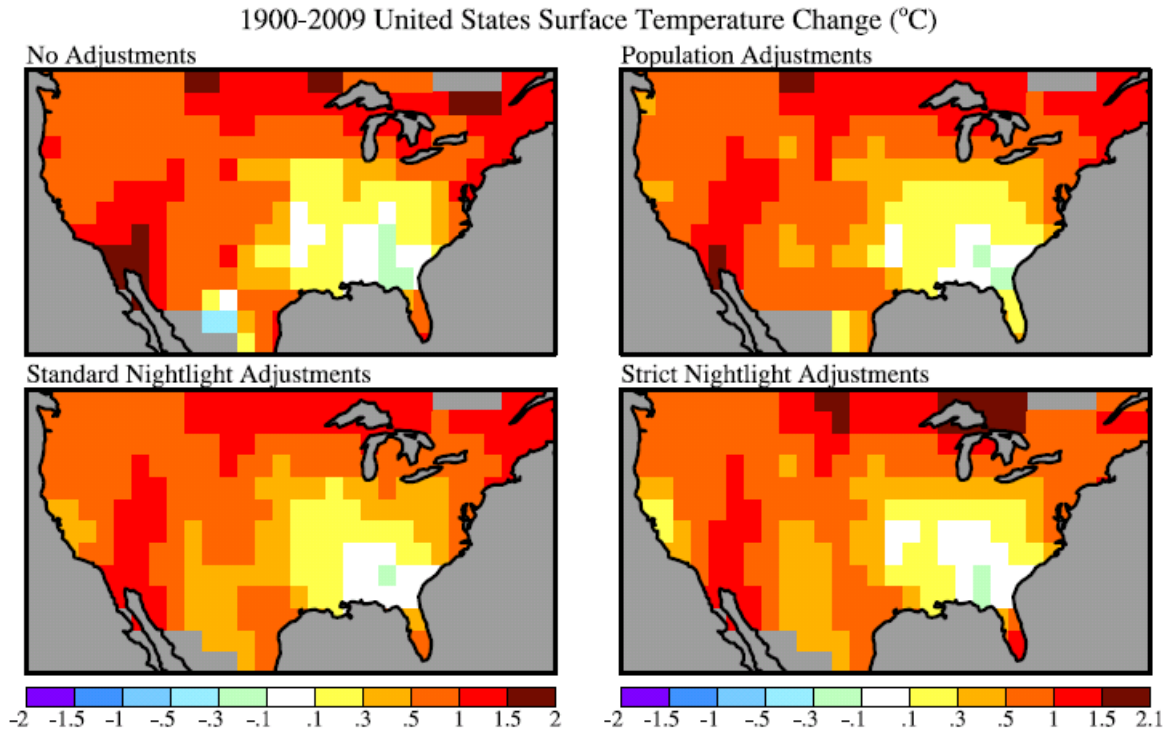 1900-2009 United States Surface Temperature Change (°C)
No Adjustments
Population Adjustments
Standard Nightlight Adjustments
Strict Nightlight Adjustments
-2 -1.5 -1 -.5 -.3 -.1 .1 .3 .5 1 1.5 2
-2 -1.5 -1 -.5 -.3 -.1 .1 .3 .5 1 1.5 2.1